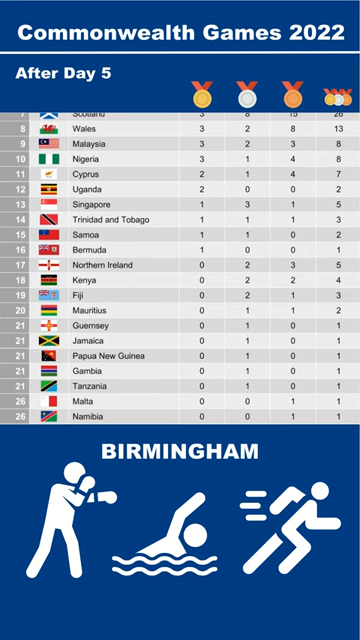 Commonwealth Games 2022
After Day 5
7 Scotland 3 8 15 26
8 Wales 3 2 8 13
9 Malaysia 3 2 3 8
10 Nigeria 3 1 4 8
11 Cyprus 2 1 4 7
12 Uganda 2 0 0 2
13 Singapore 1 3 1 5
14 Trinidad and Tobago 1 1 1 3
15 Samoa 1 1 0 2
16 Bermuda 1 0 0 1
17 Northern Ireland 0 2 3 5
18 Kenya 0 2 2 4
19 Fiji 0 2 1 3
20 Mauritius 0 1 1 2
21 Guernsey 0 1 0 1
21 Jamaica 0 1 0 1
21 Papua New Guinea 0 1 0 1
21 Gambia 0 1 0 1
21 Tanzania 0 1 0 1
26 Malta 0 0 1 1
26 Namibia 0 0 1 1
BIRMINGHAM